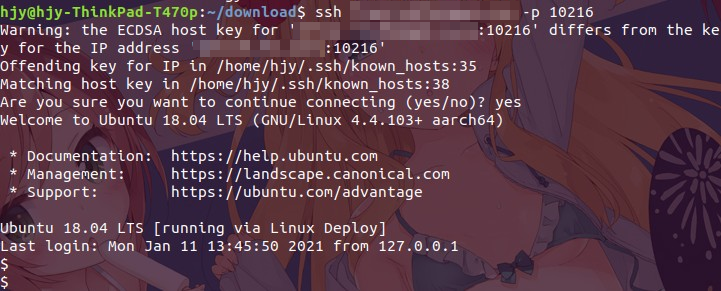 hjy@hjy-ThinkPad-T470p:~/download$ ssh -p 10216
Warning: the ECDSA host key for ' :10216' differs from the ke
y for the IP address ' :10216'
Offending key for IP in /home/hjy/.ssh/known_hosts:35
Matching host key in /home/hjy/.ssh/known_hosts:38
Are you sure you want to continue connecting (yes/no)? yes
Welcome to Ubuntu 18.04 LTS (GNU/Linux 4.4.103+ aarch64)
* Documentation: https://help.ubuntu.com
* Management: https://landscape.canonical.com
* Support: https://ubuntu.com/advantage
Ubuntu 18.04 LTS [running via Linux Deploy]
Last login: Mon Jan 11 13:45:50 2021 from 127.0.0.1
$
$